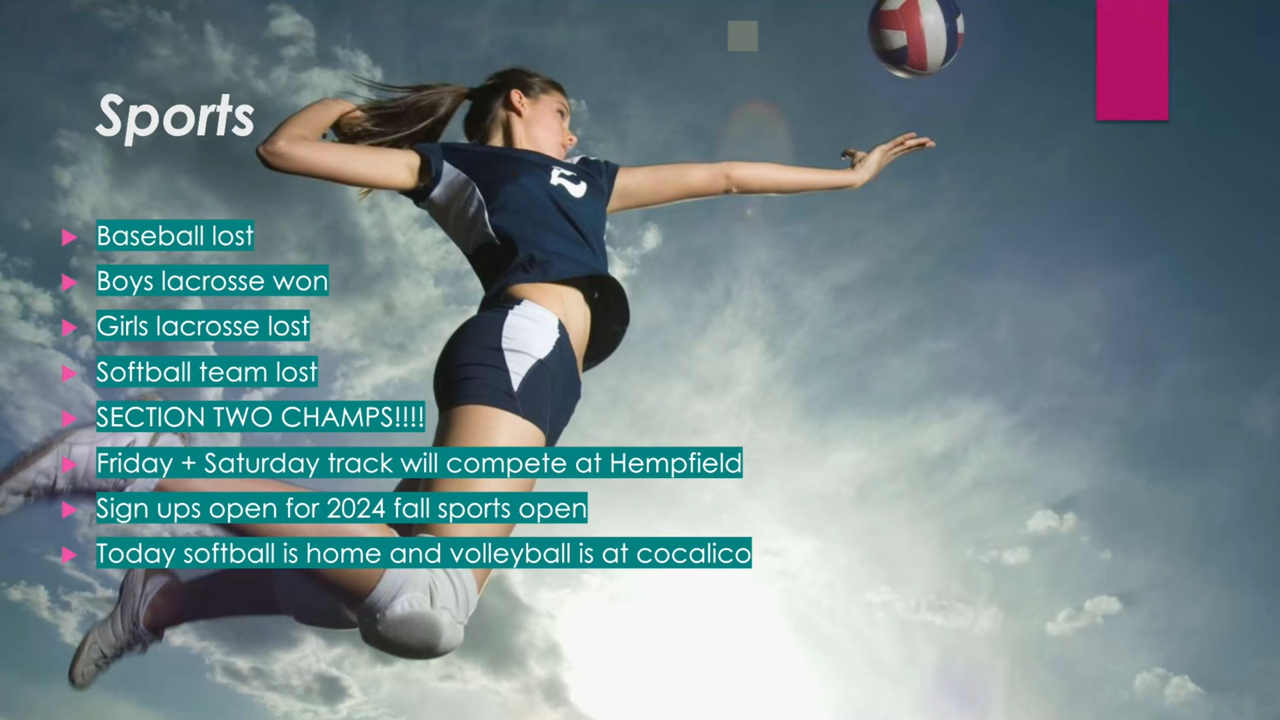 Sports
Baseball lost
Boys lacrosse won
Girls lacrosse lost
Softball team lost
SECTION TWO CHAMPS!!!!
Friday + Saturday track will compete at Hempfield
Sign ups open for 2024 fall sports open
Today softball is home and volleyball is at cocalico